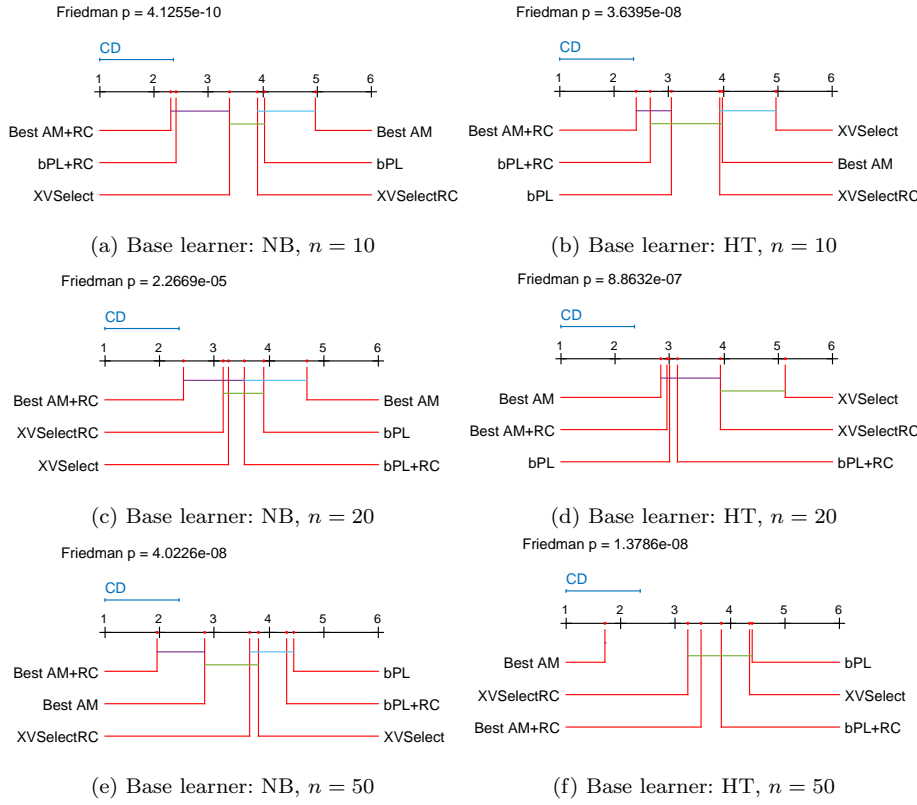 Friedman p = 4.1255e-10
CD
1 2 3 4 5 6
Best AM+RC
bPL+RC
XVSelect
Best AM
bPL
XVSelectRC
(a) Base learner: NB, n = 10
Friedman p = 3.6395e-08
CD
1 2 3 4 5 6
Best AM+RC
bPL+RC
bPL
XVSelect
Best AM
XVSelectRC
(b) Base learner: HT, n = 10
Friedman p = 2.2669e-05
CD
1 2 3 4 5 6
Best AM+RC
XVSelectRC
XVSelect
Best AM
bPL
bPL+RC
(c) Base learner: NB, n = 20
Friedman p = 8.8632e-07
CD
1 2 3 4 5 6
Best AM
Best AM+RC
bPL
XVSelect
XVSelectRC
bPL+RC
(d) Base learner: HT, n = 20
Friedman p = 4.0226e-08
CD
1 2 3 4 5 6
Best AM+RC
Best AM
XVSelectRC
bPL
bPL+RC
XVSelect
(e) Base learner: NB, n = 50
Friedman p = 1.3786e-08
CD
1 2 3 4 5 6
Best AM
XVSelectRC
Best AM+RC
bPL
XVSelect
bPL+RC
(f) Base learner: HT, n = 50